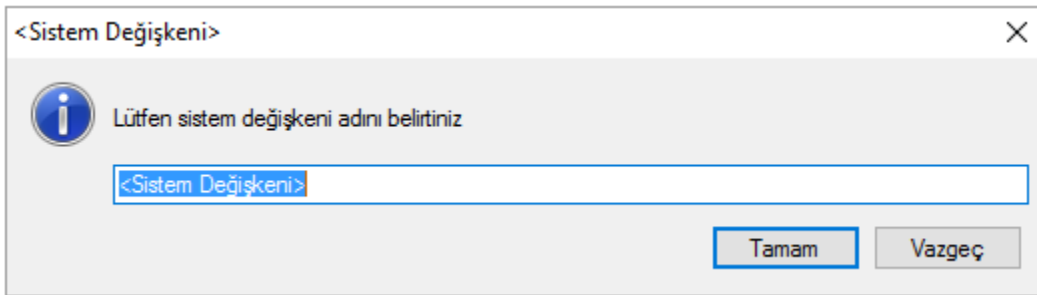 <Sistem Değişkeni>
Lütfen sistem değişkeni adını belirtiniz
<Sistem Değişkeni>
Tamam Vazgeç